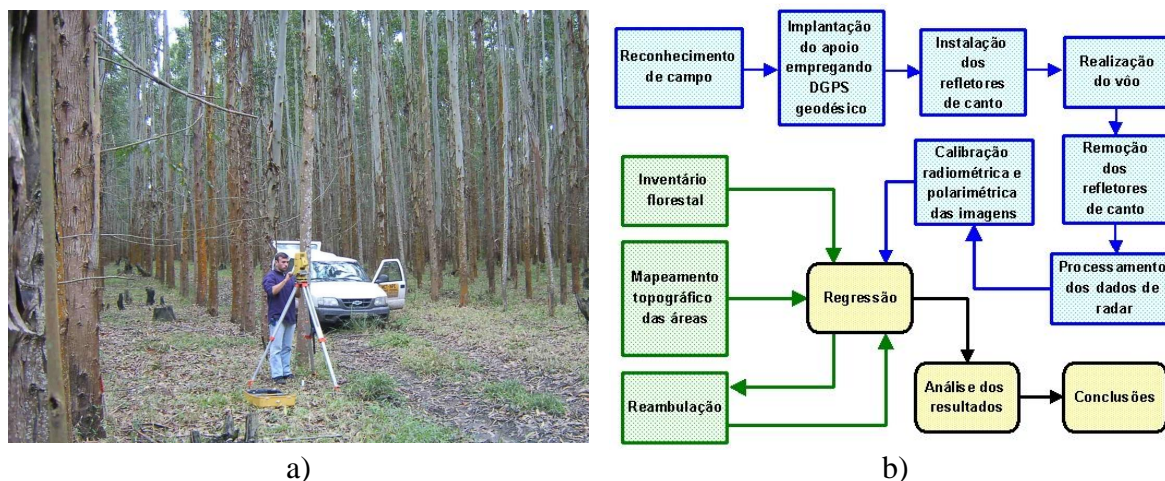 Reconhecimento
de campo
Implantação
do apoio
empregando
DGPS
geodésico
Instalação
dos
refletores
de canto
Realização
do vôo
Inventário
florestal
Calibração
radiométrica e
polarimétrica
das imagens
Remoção
dos
refletores
de canto
Mapeamento
topográfico
das áreas
Regressão
Processamento
dos dados de
radar
Reambulação
Análise dos
resultados
Conclusões
a)
b)